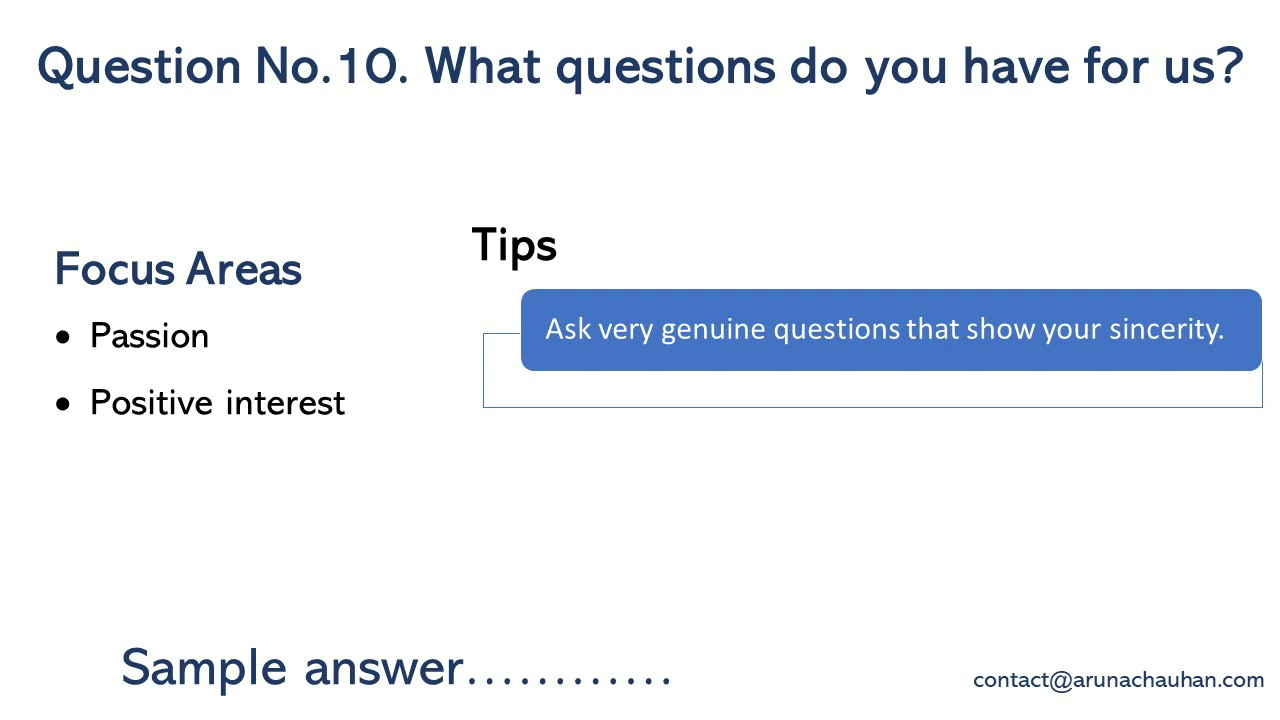 Question No.10. What questions do you have for us?
Focus Areas
• Passion
• Positive interest
Tips
Ask very genuine questions that show your sincerity.
Sample answer............
contact@arunachauhan.com